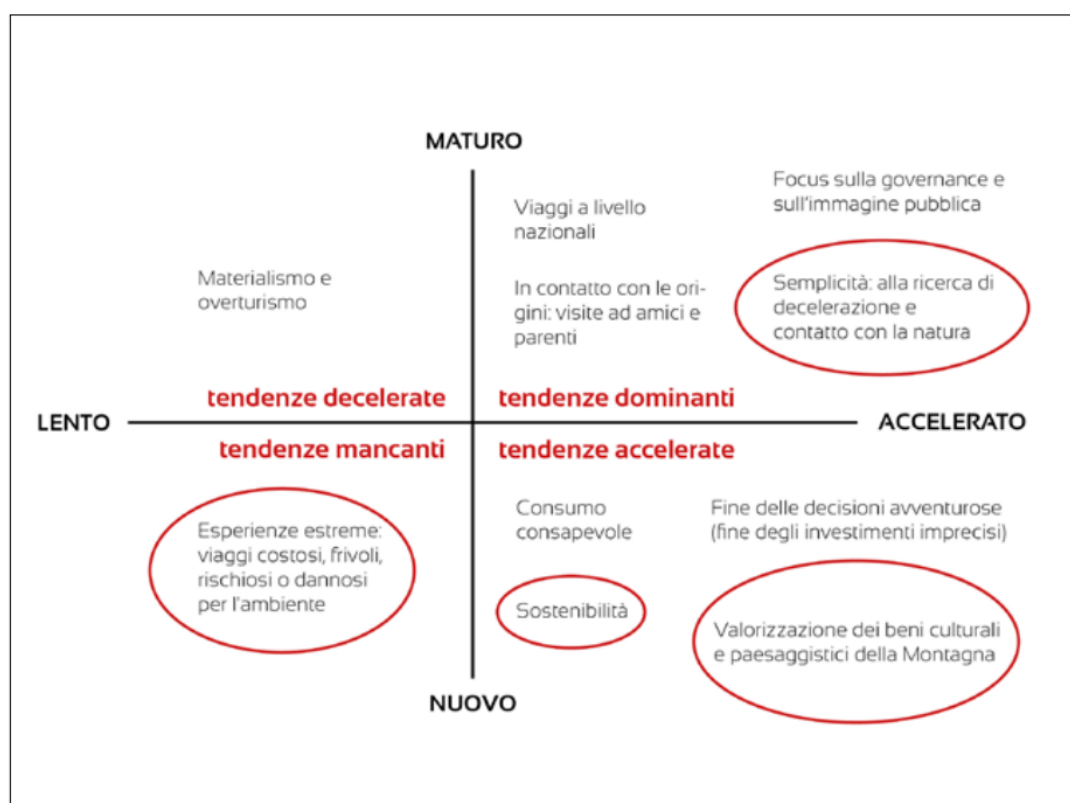 MATURO
Focus sulla governance e
sull'immagine pubblica
Viaggi a livello
nazionali
Materialismo e
overturismo
In contatto con le ori-
gini: visite ad amici e
parenti
Semplicità: alla ricerca di
decelerazione e
contatto con la natura
tendenze decelerate
tendenze dominanti
LENTO
ACCELERATO
tendenze mancanti
tendenze accelerate
Esperienze estreme:
viaggi costosi, frivoli,
rischiosi o dannosi
per l'ambiente
Consumo
consapevole
Fine delle decisioni avventurose
(fine degli investimenti imprecisi)
Sostenibilità
Valorizzazione dei beni culturali
e paesaggistici della Montagna
NUOVO